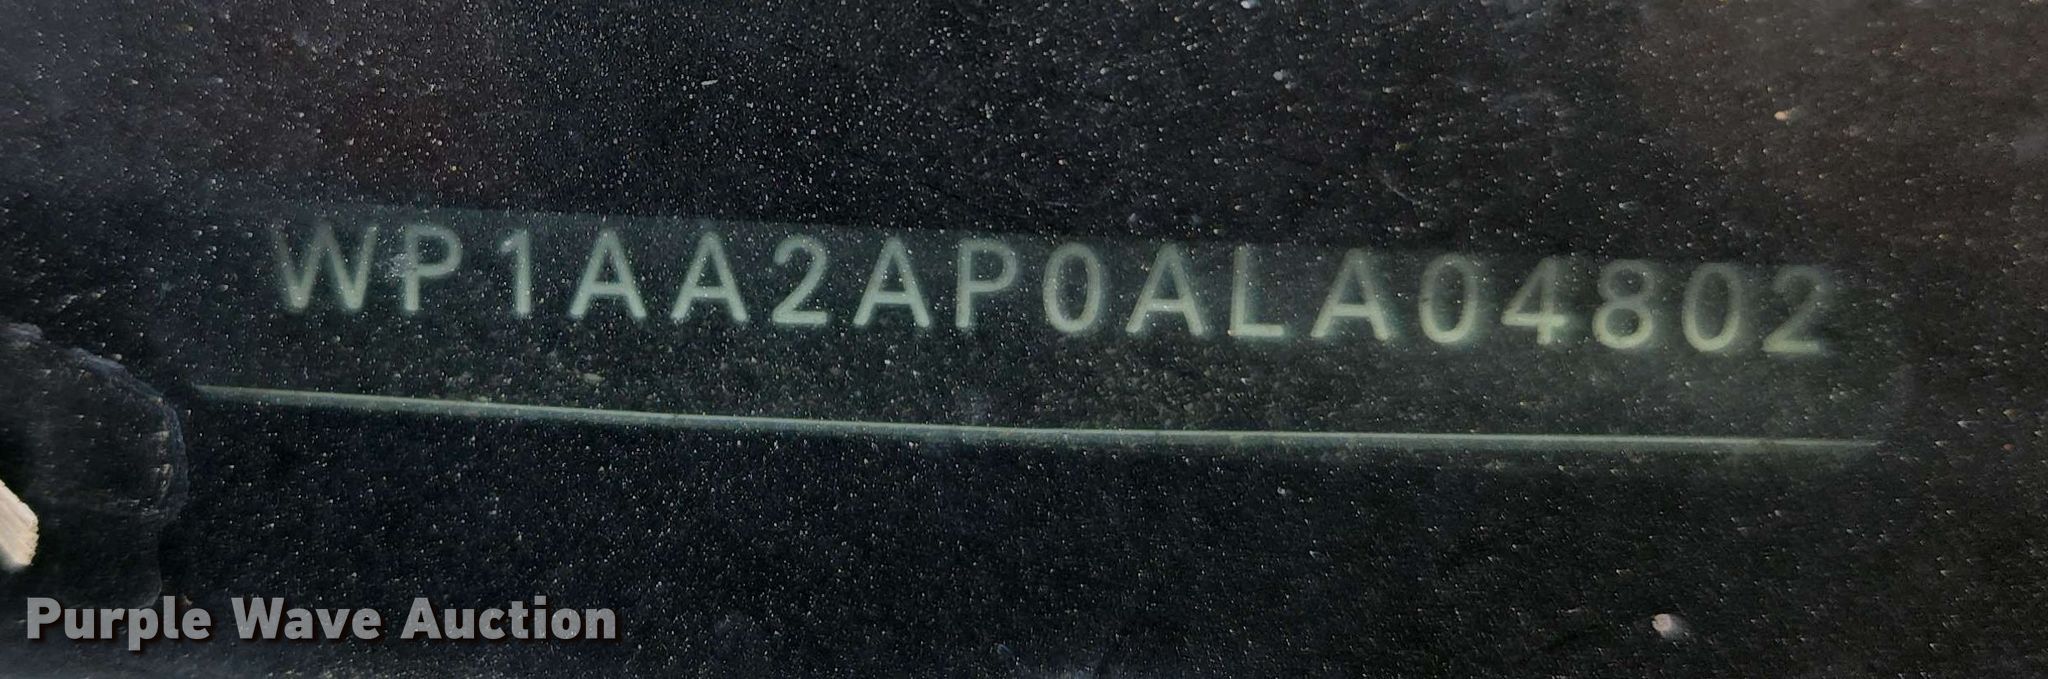 WP1AA2AP0ALA04802
Purple Wave Auction